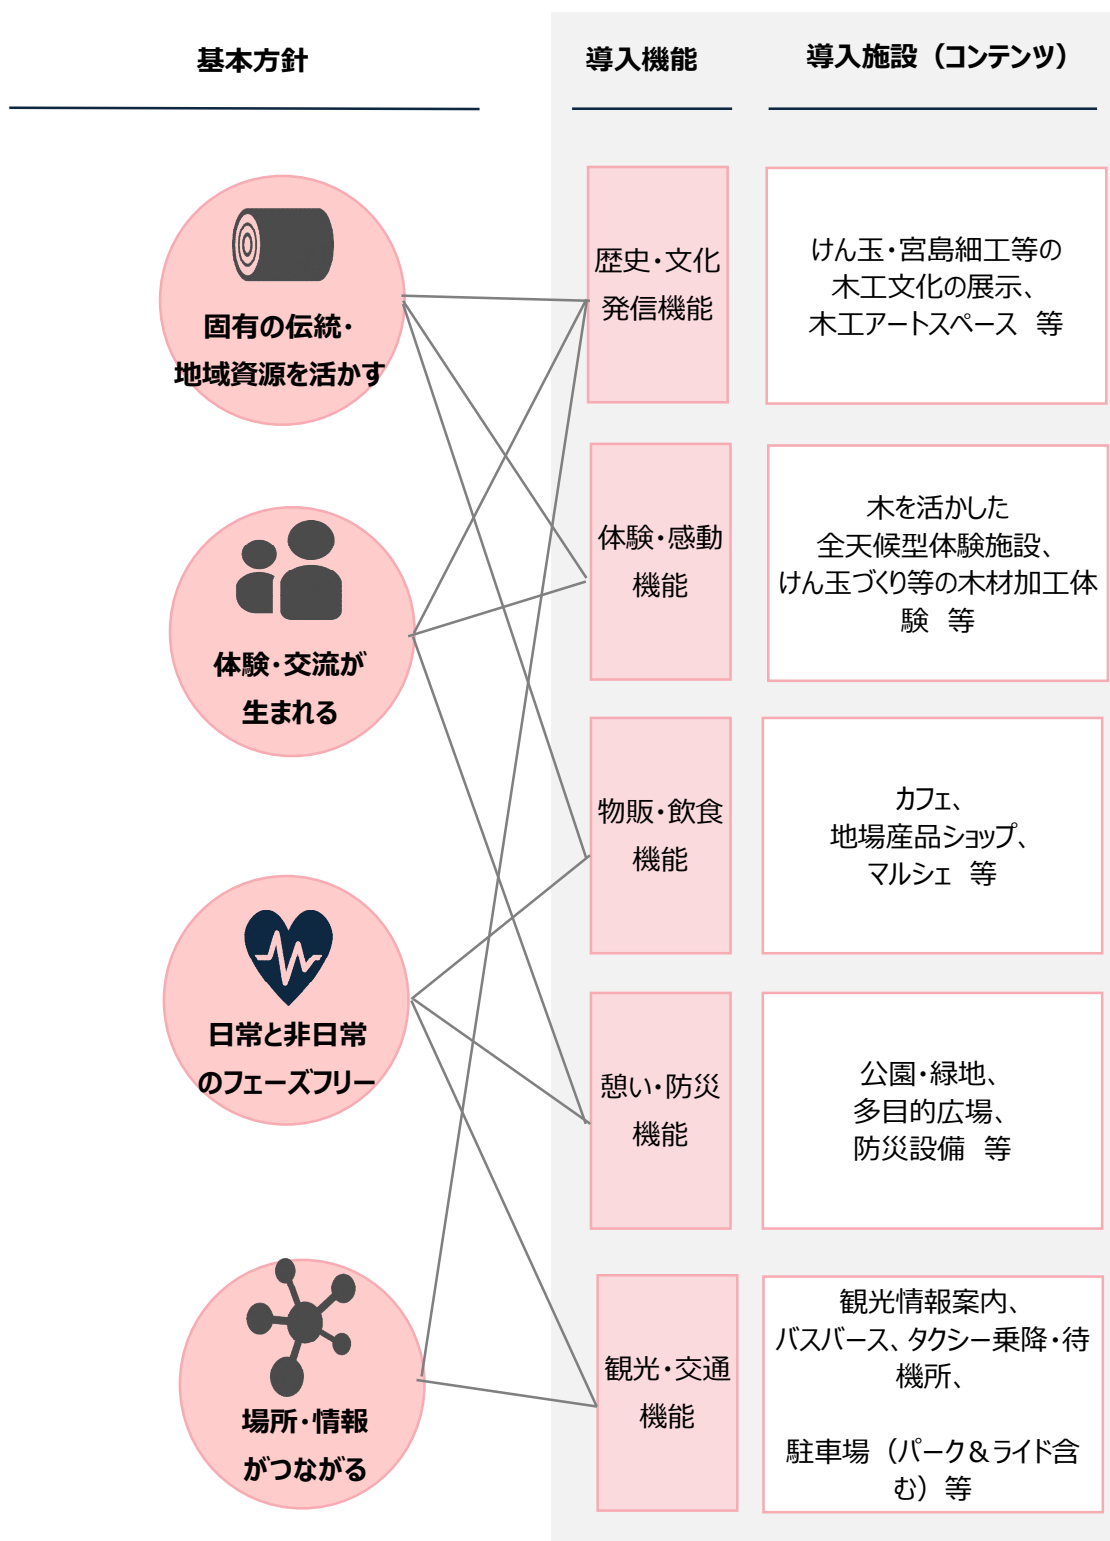 基本方針
導入機能
導入施設（コンテンツ）
固有の伝統・
地域資源を活かす
歴史・文化
発信機能
けん玉・宮島細工等の
木工文化の展示、
木工アートスペース　等
体験・交流が
生まれる
体験・感動
機能
木を活かした
全天候型体験施設、
けん玉づくり等の木材加工体
験　等
日常と非日常
のフェーズフリー
物販・飲食
機能
カフェ、
地場産品ショップ、
マルシェ　等
憩い・防災
機能
公園・緑地、
多目的広場、
防災設備　等
場所・情報
がつながる
観光・交通
機能
観光情報案内、
バスバース、タクシー乗降・待
機所、
駐車場（パーク＆ライド含
む）等